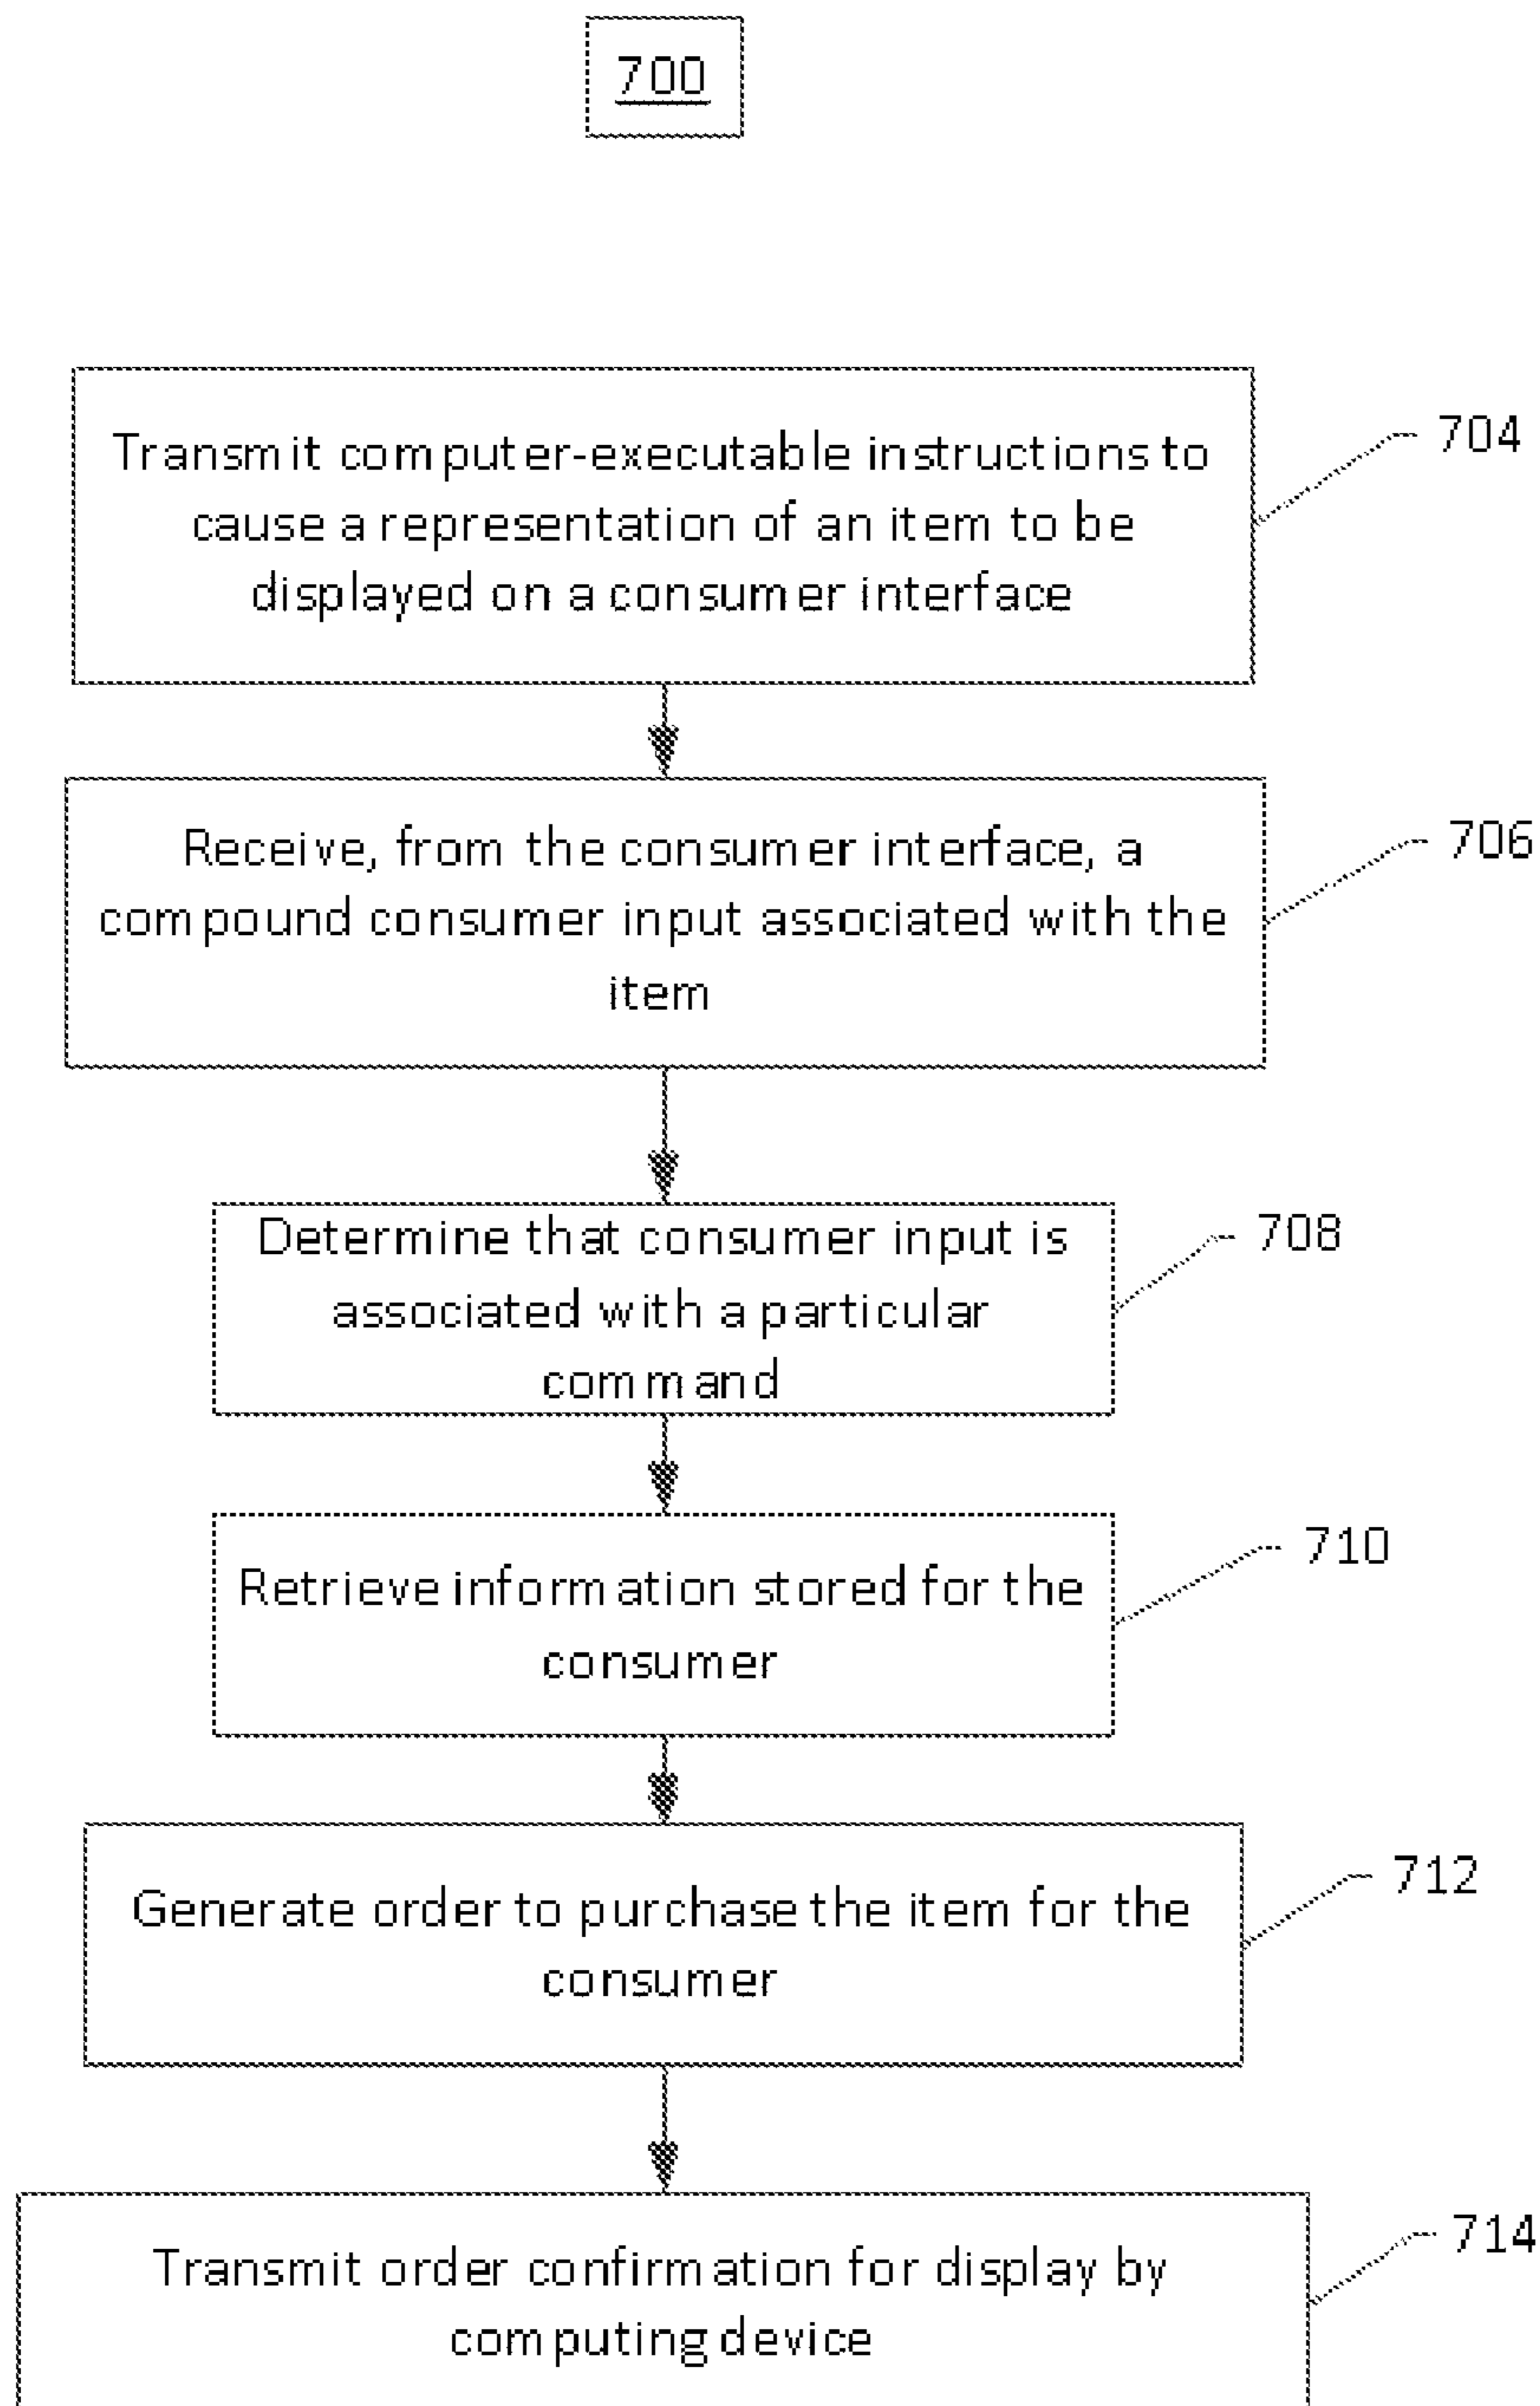 700
Transmit computer-executable instructions to
cause a representation of an item to be
displayed on a consumer interface
704
Receive, from the consumer interface, a
compound consumer input associated with the
item
706
Determine that consumer input is
associated with a particular
command
708
Retrieve information stored for the
consumer
710
Generate order to purchase the item for the
consumer
712
Transmit order confirmation for display by
computing device
714